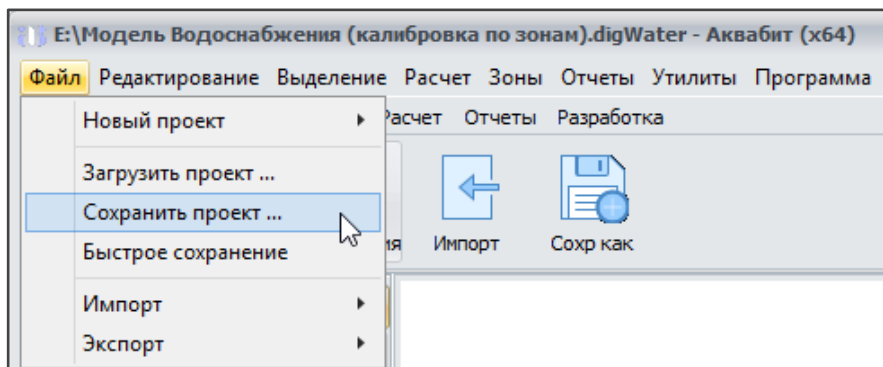 E:\Модель Водоснабжения (калибровка по зонам).digWater - Аквабит (x64)
Файл Редактирование Выделение Расчет Зоны Отчеты Утилиты Программа
Новый проект
Расчет Отчеты Разработка
Загрузить проект ...
Сохранить проект ...
Импорт Сохр как
Быстрое сохранение
Импорт
Экспорт